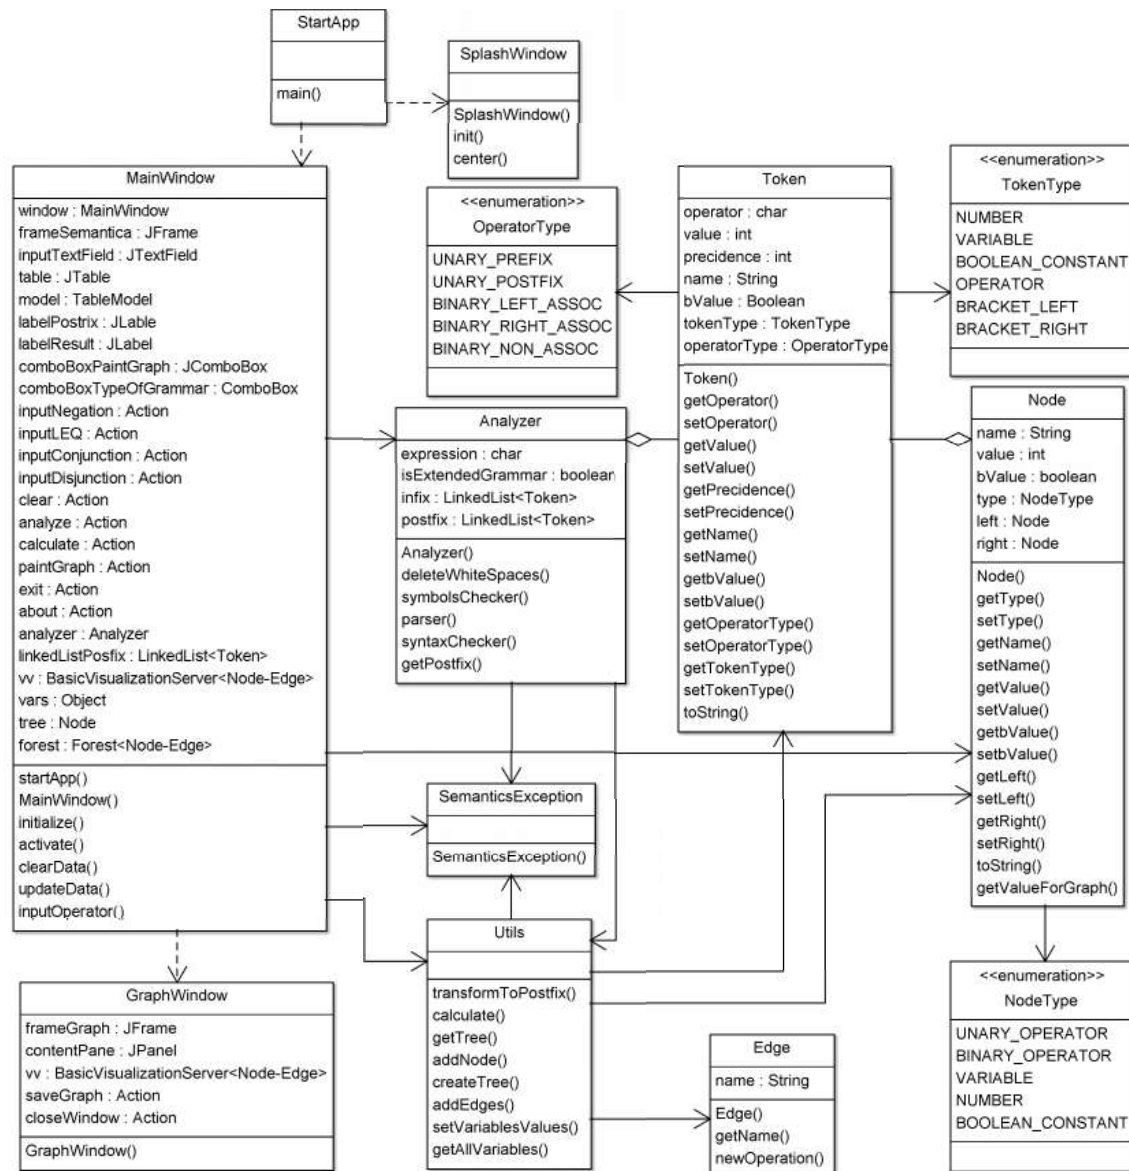 StartApp
main()
SplashWindow
SplashWindow()
init()
center()
MainWindow
window : MainWindow
frameSemantica : JFrame
inputTextField : JTextField
table : JTable
model : TableModel
labelPostrix : JLable
labelResult : JLabel
comboBoxPaintGraph : JComboBox
comboBoxTypeOfGrammar : ComboBox
inputNegation : Action
inputLEQ : Action
inputConjunction : Action
inputDisjunction : Action
clear : Action
analyze : Action
calculate : Action
paintGraph : Action
exit : Action
about : Action
analyzer : Analyzer
linkedListPosfix : LinkedList<Token>
vv : BasicVisualizationServer<Node-Edge>
vars : Object
tree : Node
forest : Forest<Node-Edge>
startApp()
MainWindow()
initialize()
activate()
clearData()
updateData()
inputOperator()
<<enumeration>>
OperatorType
UNARY_PREFIX
UNARY_POSTFIX
BINARY_LEFT_ASSOC
BINARY_RIGHT_ASSOC
BINARY_NON_ASSOC
Token
operator : char
value : int
precidence : int
name : String
bValue : Boolean
tokenType : TokenType
operatorType : OperatorType
Token()
getOperator()
setOperator()
getValue()
setValue()
getPrecidence()
setPrecidence()
getName()
setName()
getbValue()
setbValue()
getOperatorType()
setOperatorType()
getTokenType()
setTokenType()
toString()
<<enumeration>>
TokenType
NUMBER
VARIABLE
BOOLEAN_CONSTANT
OPERATOR
BRACKET_LEFT
BRACKET_RIGHT
Analyzer
expression : char
isExtendedGrammar : boolean
infix : LinkedList<Token>
postfix : LinkedList<Token>
Analyzer()
deleteWhiteSpaces()
symbolsChecker()
parser()
syntaxChecker()
getPostfix()
Node
name : String
value : int
bValue : boolean
type : NodeType
left : Node
right : Node
Node()
getType()
setType()
getName()
setName()
getValue()
setValue()
getbValue()
setbValue()
getLeft()
setLeft()
getRight()
setRight()
toString()
getValueForGraph()
SemanticsException
SemanticsException()
Utils
transformToPostfix()
calculate()
getTree()
addNode()
createTree()
addEdges()
setVariablesValues()
getAllVariables()
GraphWindow
frameGraph : JFrame
contentPane : JPanel
vv : BasicVisualizationServer<Node-Edge>
saveGraph : Action
closeWindow : Action
GraphWindow()
Edge
name : String
Edge()
getName()
newOperation()
<<enumeration>>
NodeType
UNARY_OPERATOR
BINARY_OPERATOR
VARIABLE
NUMBER
BOOLEAN_CONSTANT